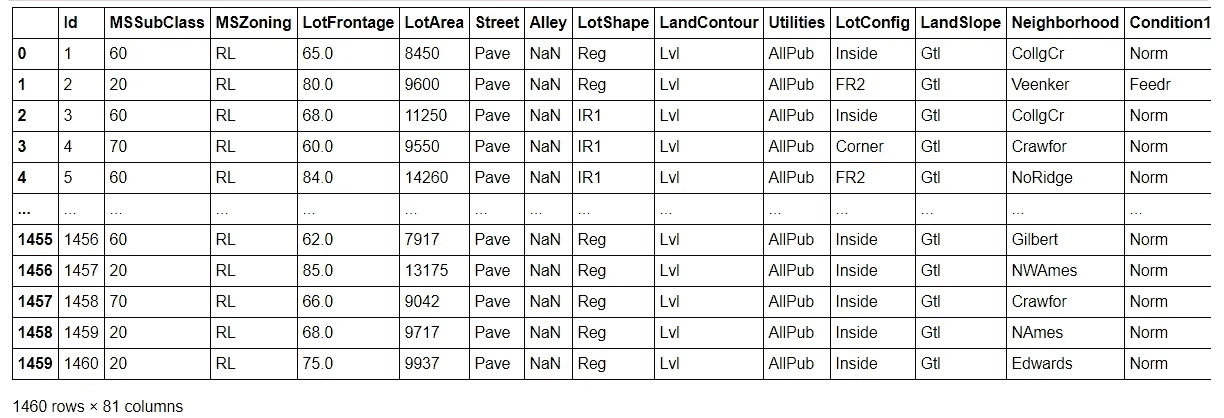 Id MSSubClass MSZoning LotFrontage LotArea Street Alley LotShape LandContour Utilities LotConfig LandSlope Neighborhood Condition1
0 1 60 RL 65.0 8450 Pave NaN Reg Lvl AllPub Inside Gtl CollgCr Norm
1 2 20 RL 80.0 9600 Pave NaN Reg Lvl AllPub FR2 Gtl Veenker Feedr
2 3 60 RL 68.0 11250 Pave NaN IR1 Lvl AllPub Inside Gtl CollgCr Norm
3 4 70 RL 60.0 9550 Pave NaN IR1 Lvl AllPub Corner Gtl Crawfor Norm
4 5 60 RL 84.0 14260 Pave NaN IR1 Lvl AllPub FR2 Gtl NoRidge Norm
... ... ... ... ... ... ... ... ... ... ... ... ... ... ...
1455 1456 60 RL 62.0 7917 Pave NaN Reg Lvl AllPub Inside Gtl Gilbert Norm
1456 1457 20 RL 85.0 13175 Pave NaN Reg Lvl AllPub Inside Gtl NWAmes Norm
1457 1458 70 RL 66.0 9042 Pave NaN Reg Lvl AllPub Inside Gtl Crawfor Norm
1458 1459 20 RL 68.0 9717 Pave NaN Reg Lvl AllPub Inside Gtl NAmes Norm
1459 1460 20 RL 75.0 9937 Pave NaN Reg Lvl AllPub Inside Gtl Edwards Norm
1460 rows × 81 columns